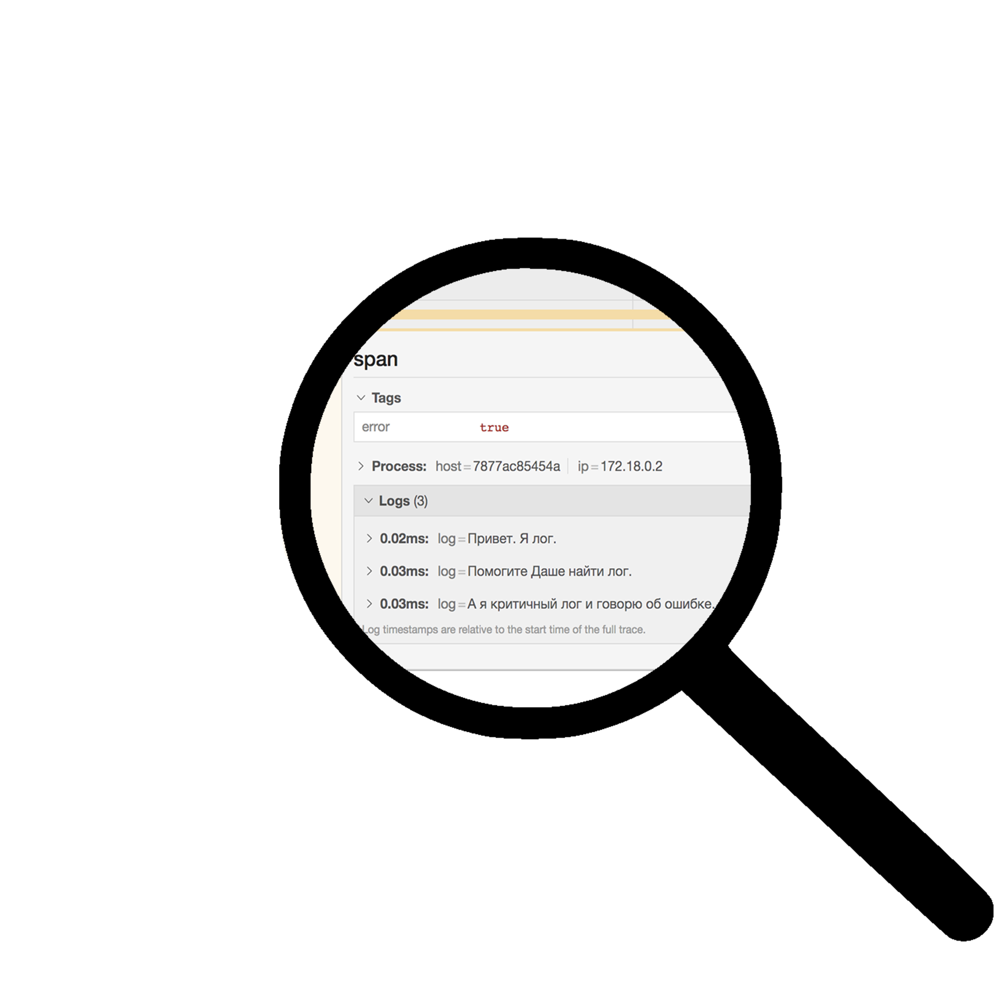 span
Tags
error true
Process: host = 7877ac85454a ip = 172.18.0.2
Logs (3)
0.02ms: log = Привет. Я лог.
0.03ms: log = Помогите Даше найти лог.
0.03ms: log = А я критичный лог и говорю об ошибке.
Log timestamps are relative to the start time of the full trace.